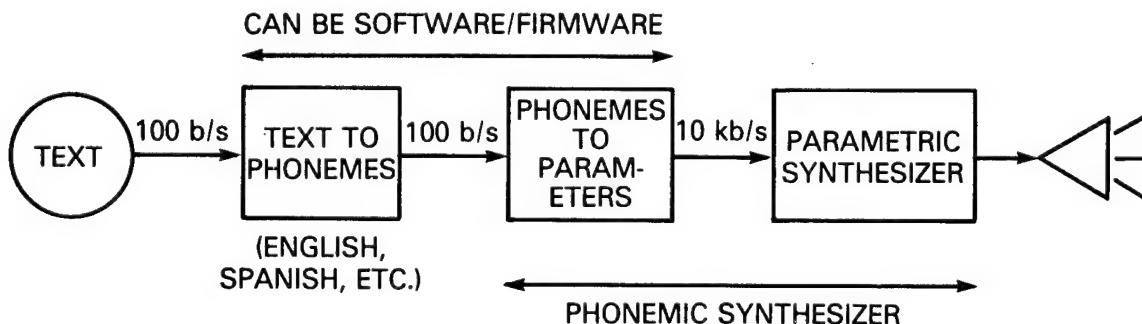 CAN BE SOFTWARE/FIRMWARE
TEXT
100 b/s
TEXT TO
PHONEMES
(ENGLISH,
SPANISH, ETC.)
100 b/s
PHONEMES
TO
PARAM-
ETERS
10 kb/s
PARAMETRIC
SYNTHESIZER
PHONEMIC SYNTHESIZER